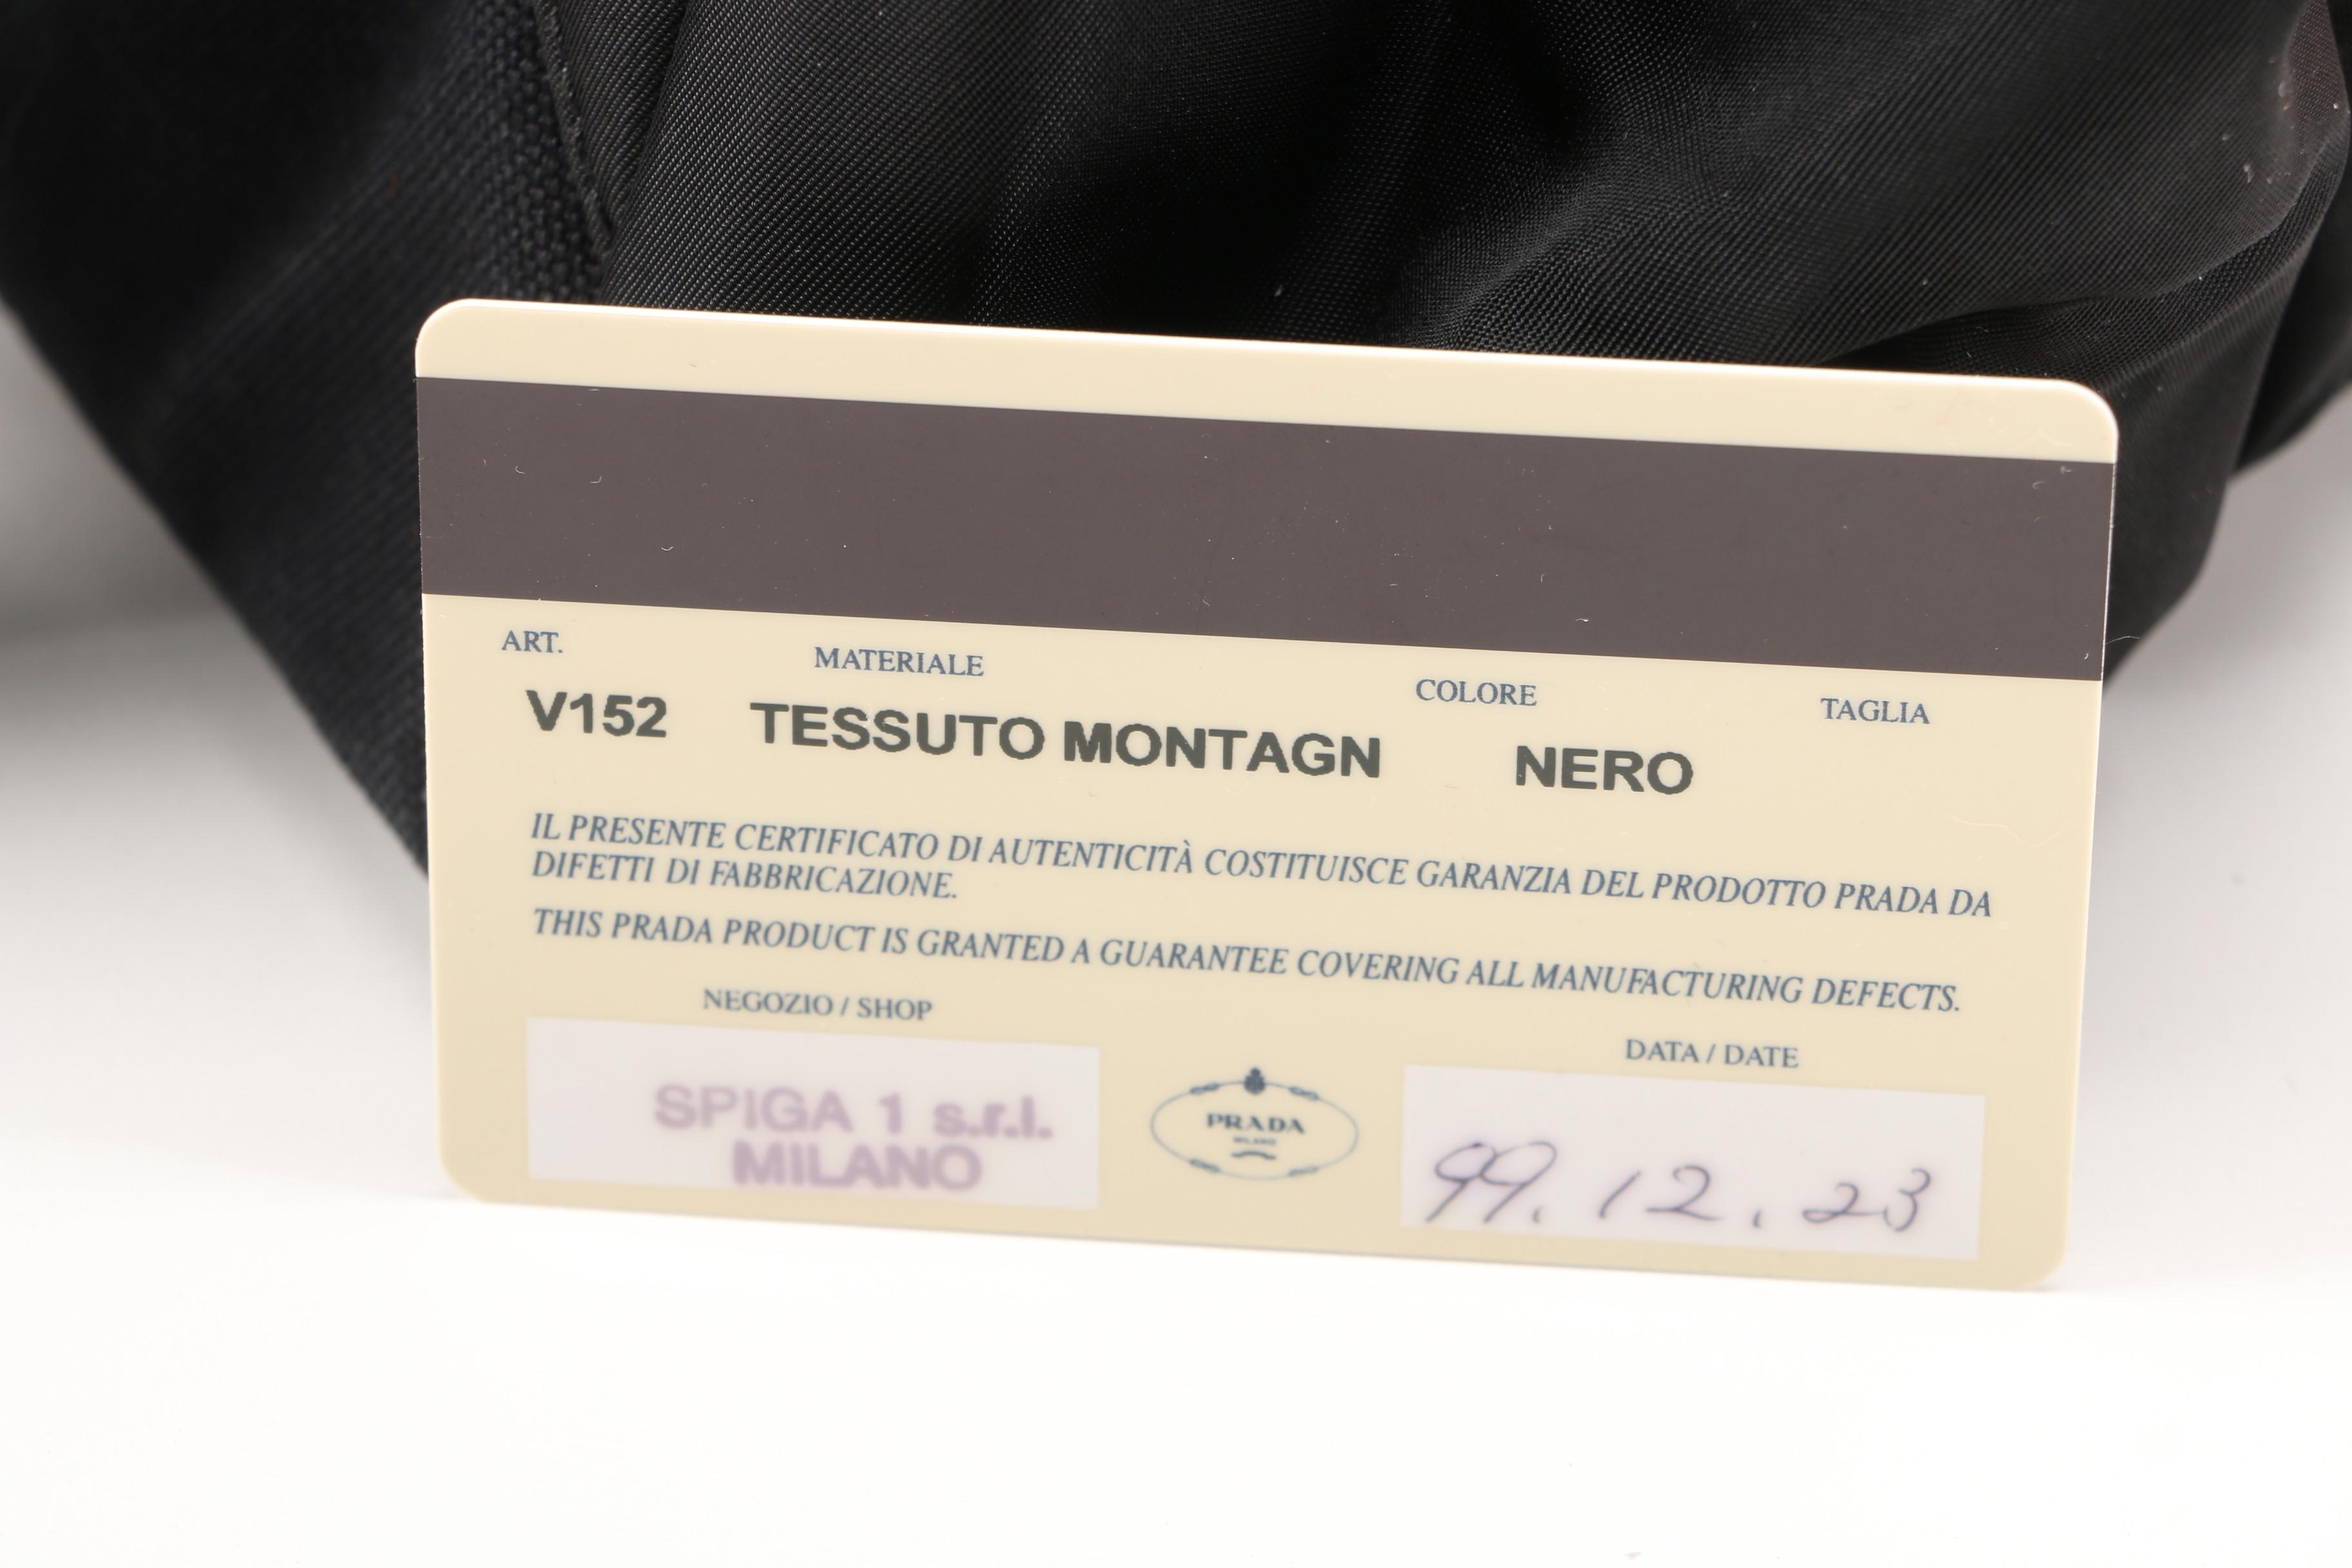 ART. MATERIALE COLORE TAGLIA
V152 TESSUTO MONTAGN NERO
IL PRESENTE CERTIFICATO DI AUTENTICITÀ COSTITUISCE GARANZIA DEL PRODOTTO PRADA DA
DIFETTI DI FABBRICAZIONE.
THIS PRADA PRODUCT IS GRANTED A GUARANTEE COVERING ALL MANUFACTURING DEFECTS.
NEGOZIO / SHOP
SPIGA 1 s.r.l.
MILANO
PRADA
MILANO
DATA / DATE
99.12.23